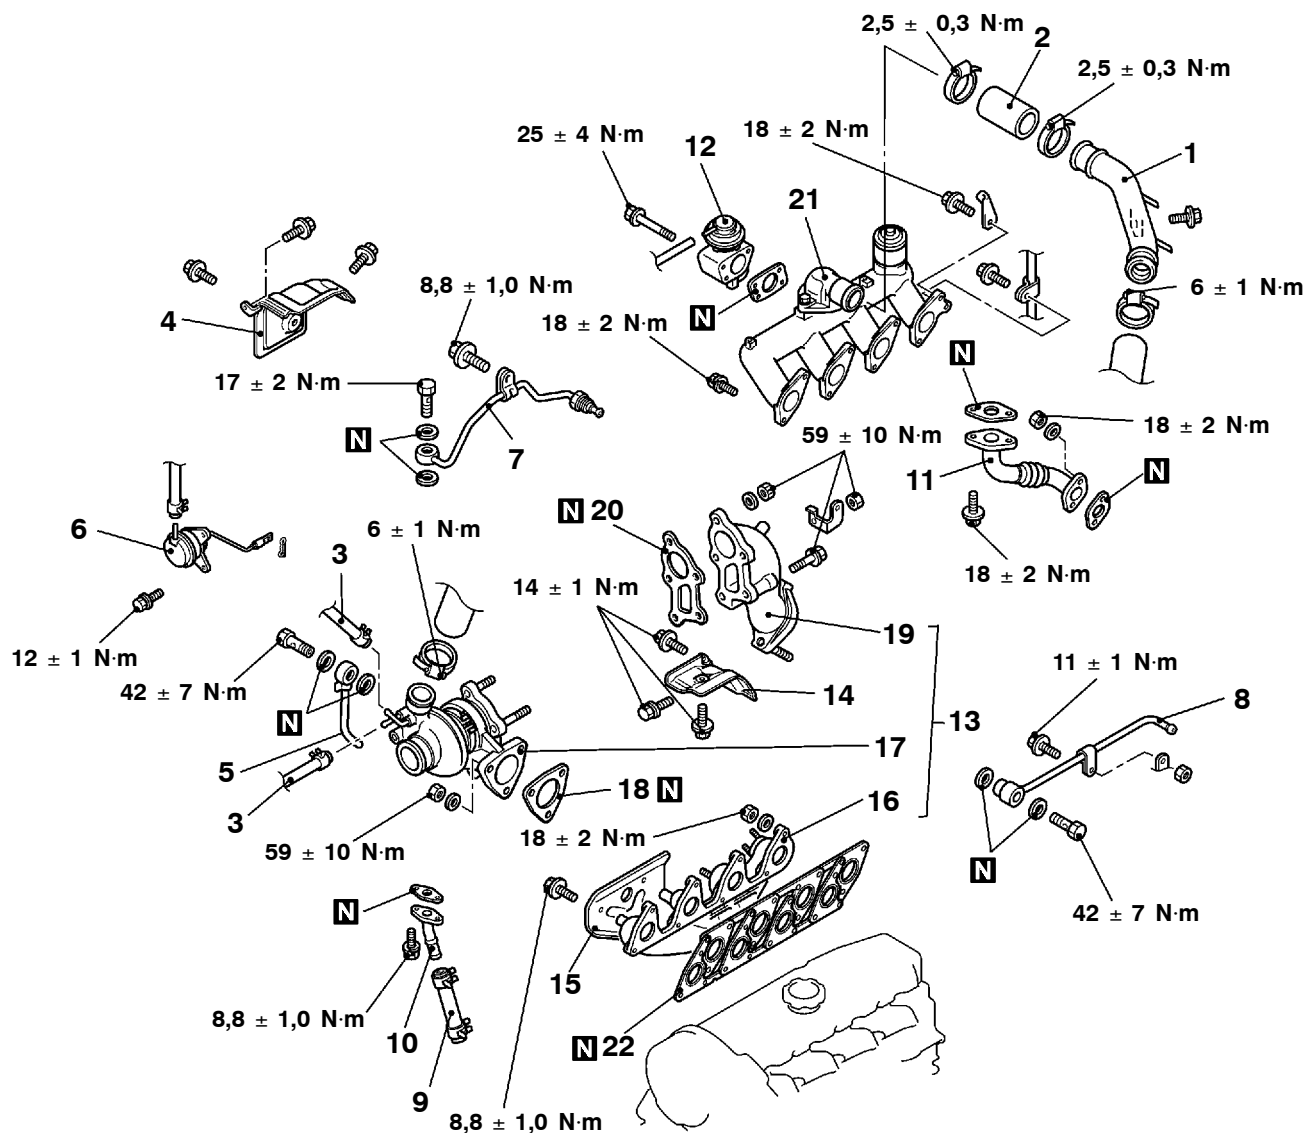 2,5 ± 0,3 N·m
2
2,5 ± 0,3 N·m
25 ± 4 N·m
12
18 ± 2 N·m
1
21
8,8 ± 1,0 N·m
6 ± 1 N·m
4
18 ± 2 N·m
N
N
17 ± 2 N·m
18 ± 2 N·m
N
7
59 ± 10 N·m
11
N
6
6 ± 1 N·m
N 20
3
14 ± 1 N·m
18 ± 2 N·m
19
12 ± 1 N·m
11 ± 1 N·m
42 ± 7 N·m
14
8
N
13
17
5
18 N
3
16
18 ± 2 N·m
59 ± 10 N·m
N
N
42 ± 7 N·m
15
8,8 ± 1,0 N·m
10
N 22
9
8,8 ± 1,0 N·m